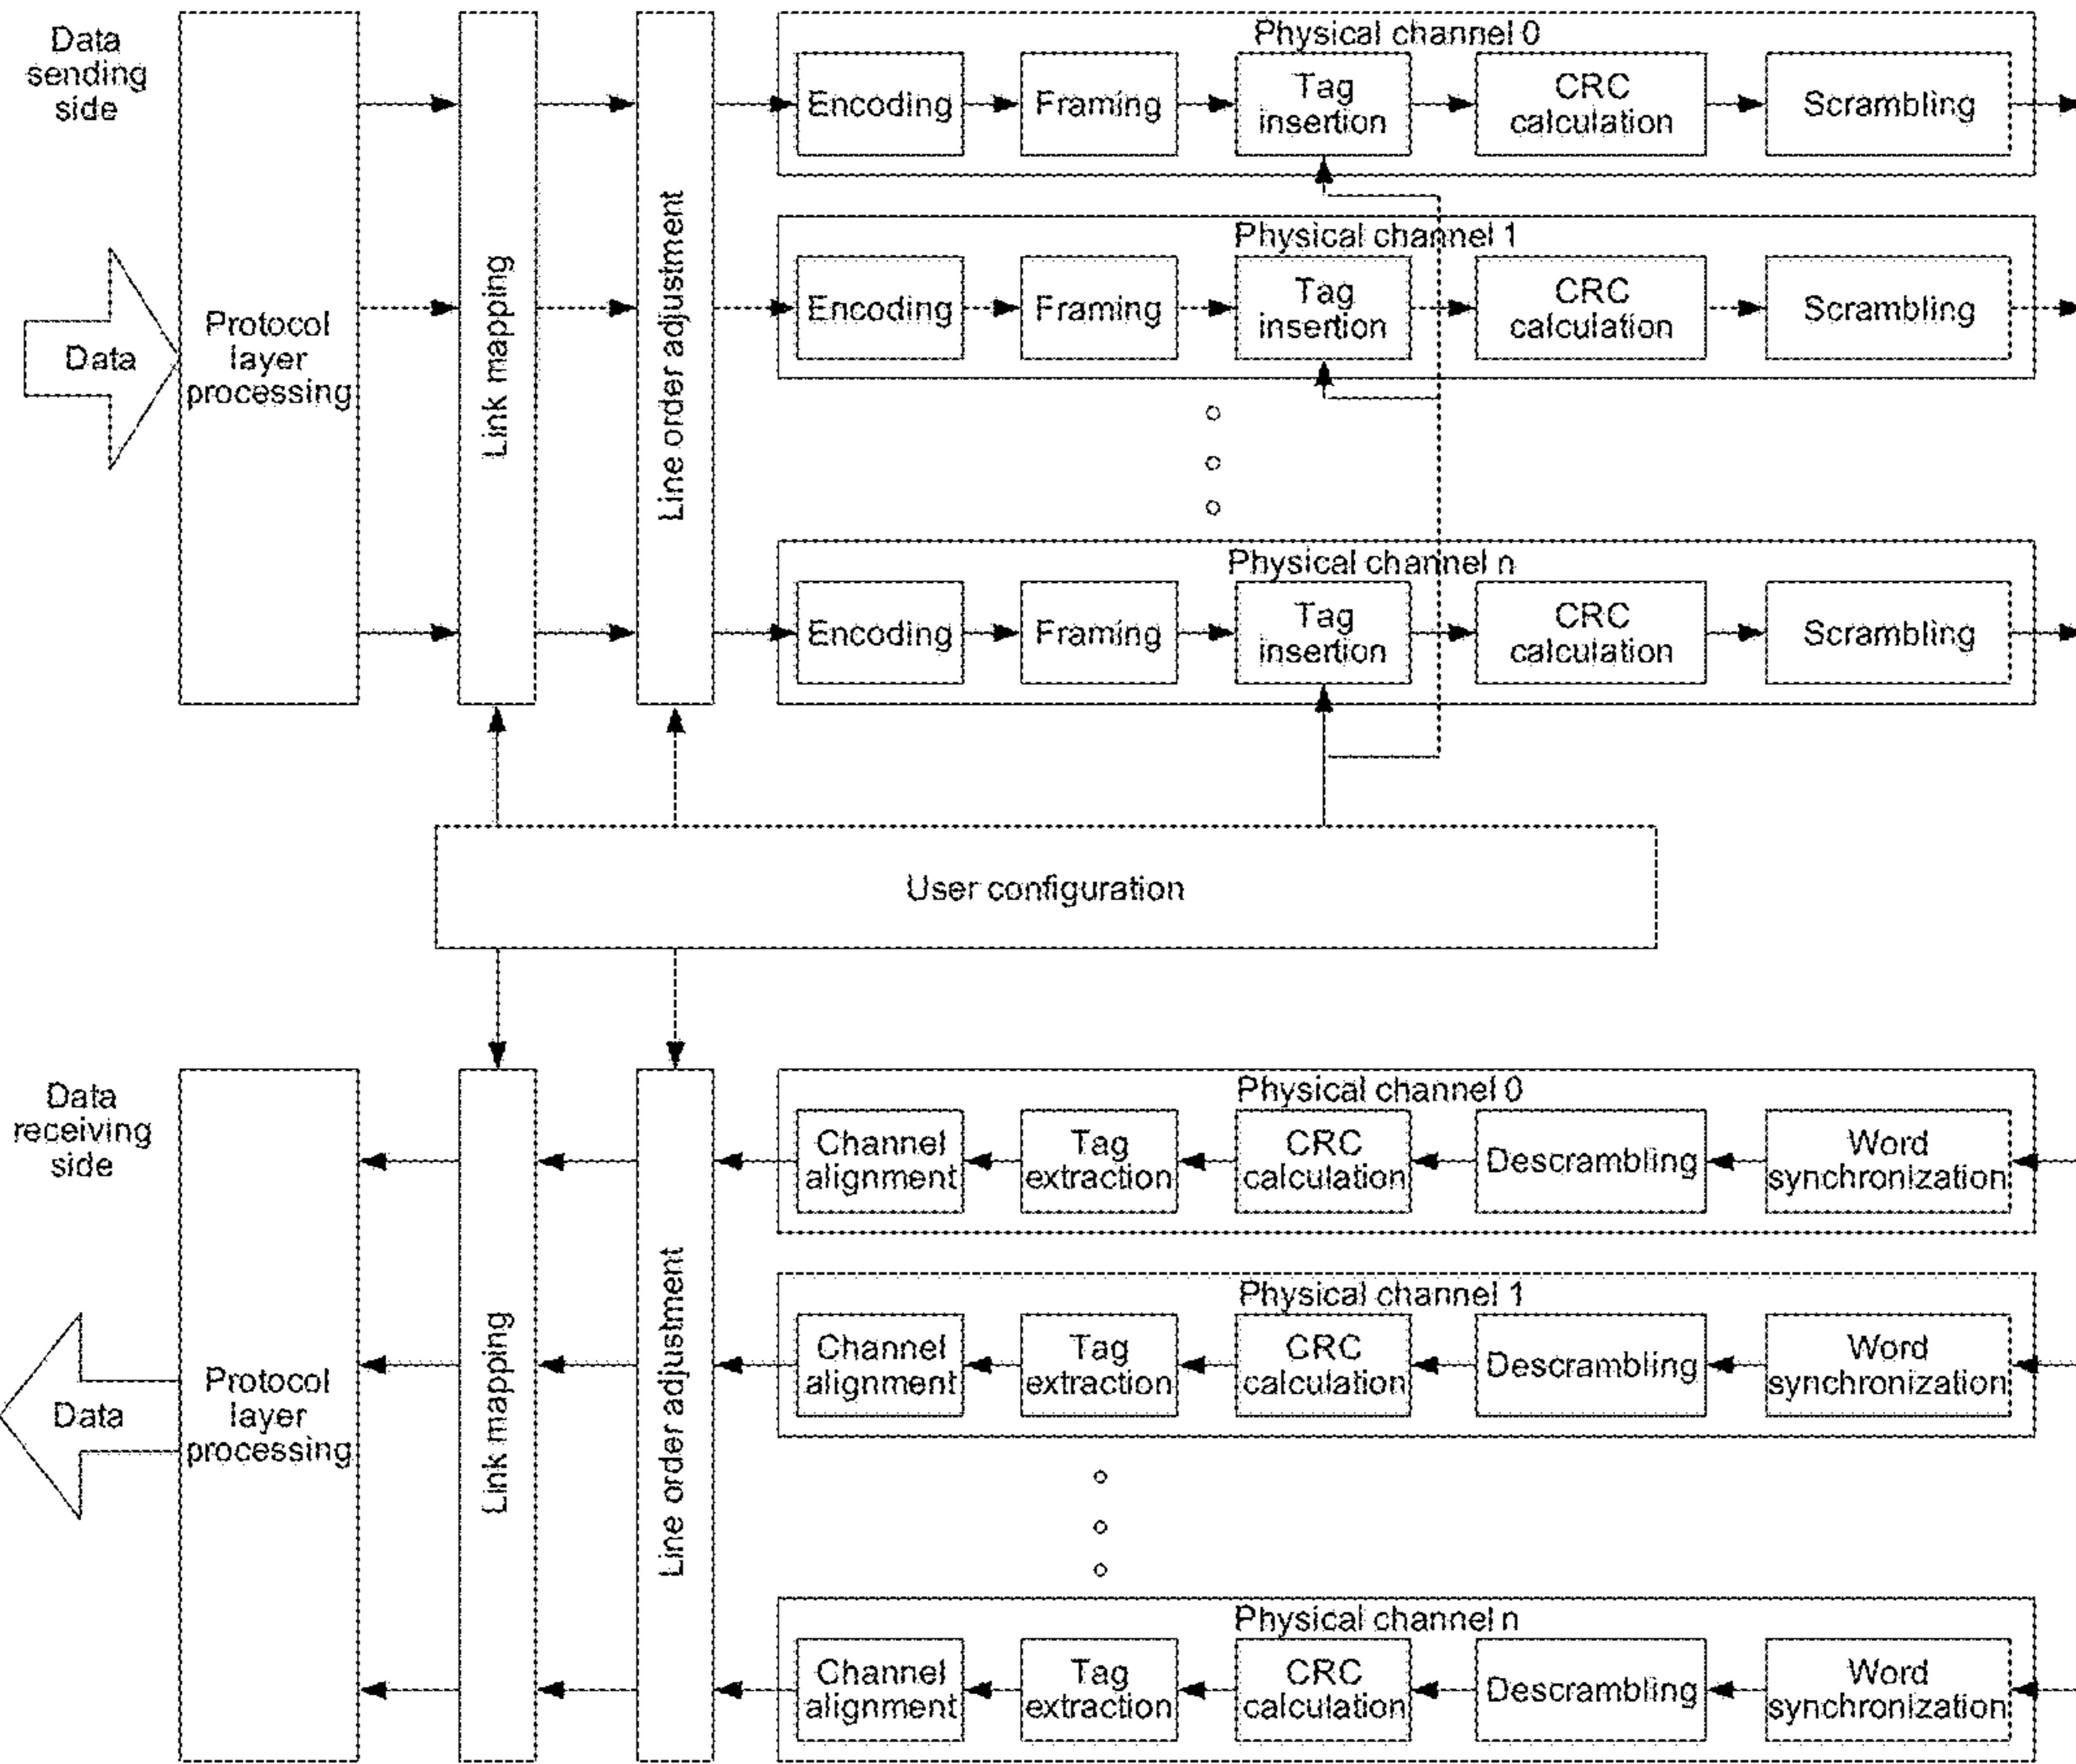 Data
sending
side
Data
Protocol
layer
processing
Link mapping
Line order adjustment
Physical channel 0
Encoding
Framing
Tag
insertion
CRC
calculation
Scrambling
Physical channel 1
Encoding
Framing
Tag
insertion
CRC
calculation
Scrambling
Physical channel n
Encoding
Framing
Tag
insertion
CRC
calculation
Scrambling
User configuration
Data
receiving
side
Data
Protocol
layer
processing
Link mapping
Line order adjustment
Physical channel 0
Channel
alignment
Tag
extraction
CRC
calculation
Descrambling
Word
synchronization
Physical channel 1
Channel
alignment
Tag
extraction
CRC
calculation
Descrambling
Word
synchronization
Physical channel n
Channel
alignment
Tag
extraction
CRC
calculation
Descrambling
Word
synchronization